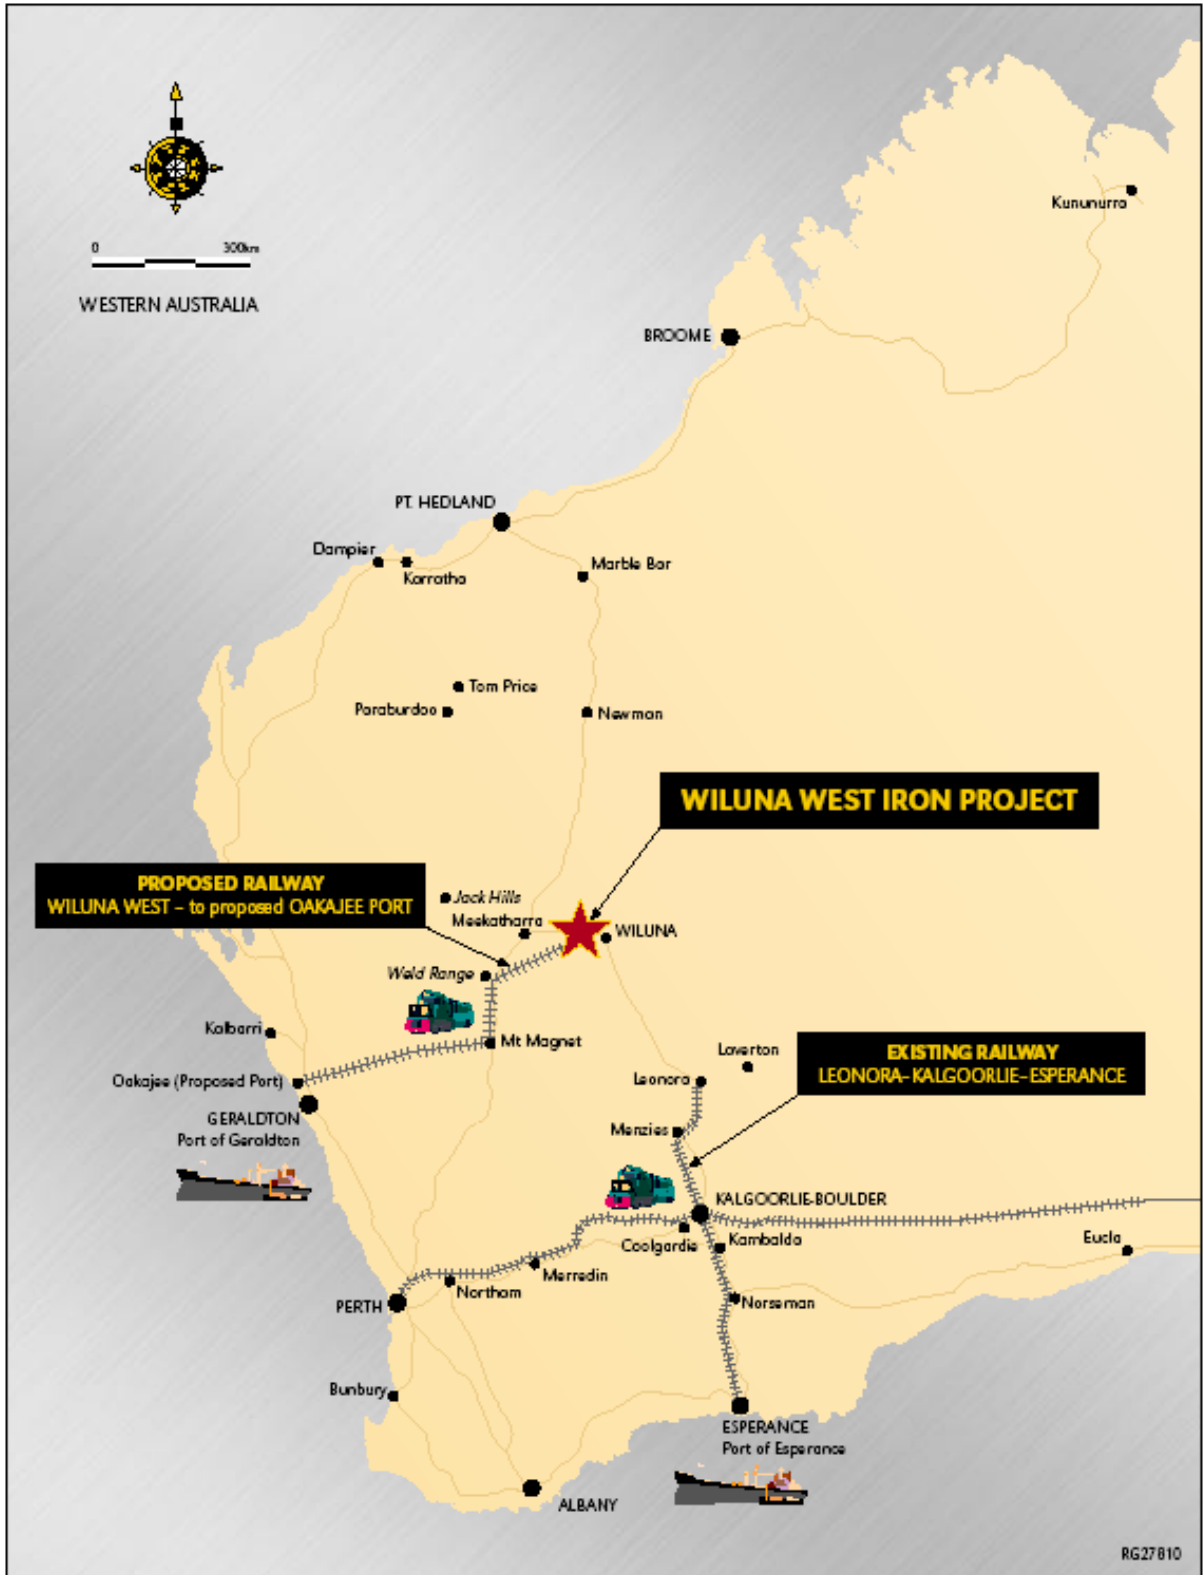 0 300km
WESTERN AUSTRALIA
Kununurra
BROOME
PT. HEDLAND
Dampier
Karratha
Marble Bar
Tom Price
Paraburdoo
Newman
WILUNA WEST IRON PROJECT
PROPOSED RAILWAY
WILUNA WEST – to proposed OAKAJEE PORT
Jack Hills
Meekatharra
WILUNA
Weld Range
Kalbarri
Mt Magnet
Oakajee (Proposed Port)
GERALDTON
Port of Geraldton
Laverton
Leonora
EXISTING RAILWAY
LEONORA–KALGOORLIE–ESPERANCE
Menzies
KALGOORLIE-BOULDER
Coolgardie
Kambalda
Eucla
Merredin
Northam
PERTH
Norseman
Bunbury
ESPERANCE
Port of Esperance
ALBANY
RG27810